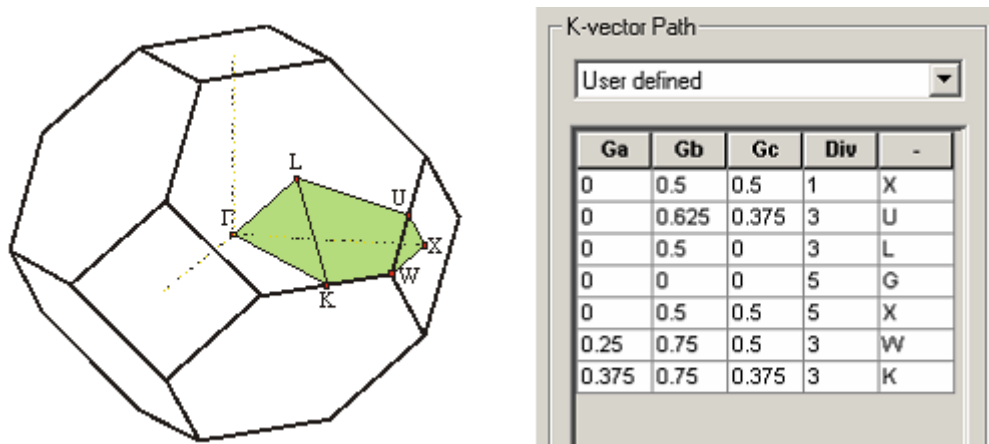 L
U
Γ
X
W
K
K-vector Path
User defined
Ga Gb Gc Div -
0 0.5 0.5 1 X
0 0.625 0.375 3 U
0 0.5 0 3 L
0 0 0 5 G
0 0.5 0.5 5 X
0.25 0.75 0.5 3 W
0.375 0.75 0.375 3 K